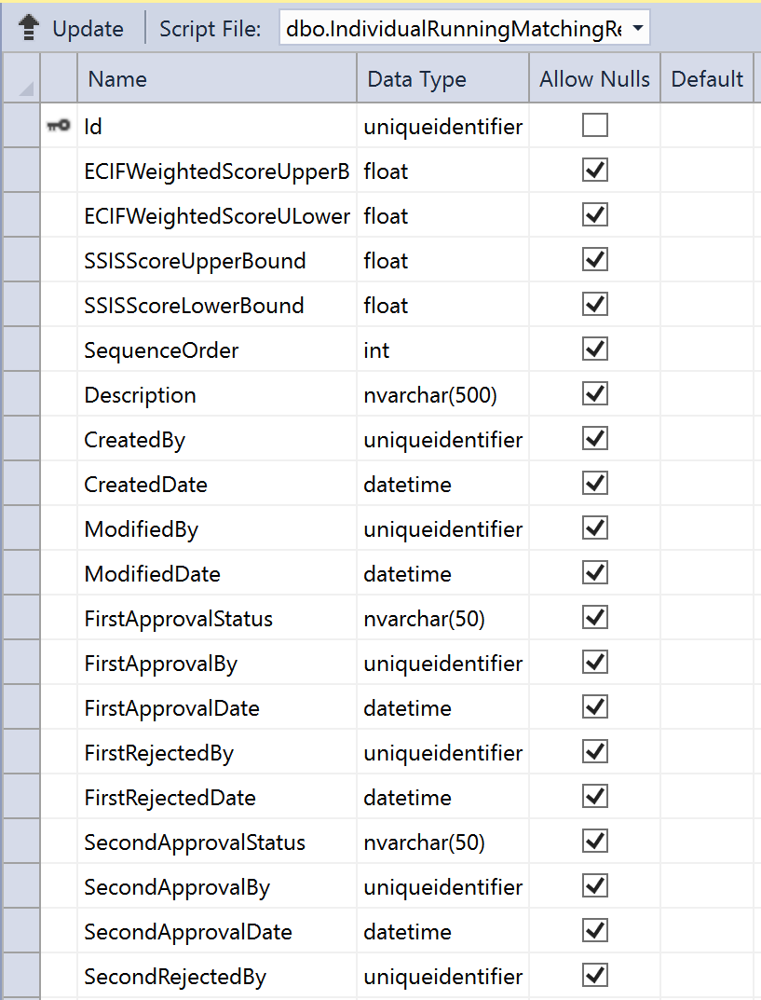 Update Script File: dbo.IndividualRunningMatchingRe
Name Data Type Allow Nulls Default
Id uniqueidentifier
ECIFWeightedScoreUpperB float
ECIFWeightedScoreULower float
SSISScoreUpperBound float
SSISScoreLowerBound float
SequenceOrder int
Description nvarchar(500)
CreatedBy uniqueidentifier
CreatedDate datetime
ModifiedBy uniqueidentifier
ModifiedDate datetime
FirstApprovalStatus nvarchar(50)
FirstApprovalBy uniqueidentifier
FirstApprovalDate datetime
FirstRejectedBy uniqueidentifier
FirstRejectedDate datetime
SecondApprovalStatus nvarchar(50)
SecondApprovalBy uniqueidentifier
SecondApprovalDate datetime
SecondRejectedBy uniqueidentifier